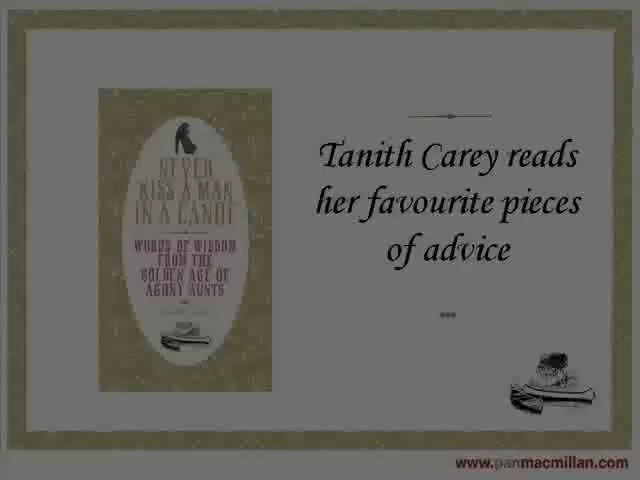 NEVER
KISS A MAN
IN A CANOE
WORDS OF WISDOM
FROM THE
GOLDEN AGE OF
AGONY AUNTS
Tanith Carey reads
her favourite pieces
of advice
www.panmacmillan.com